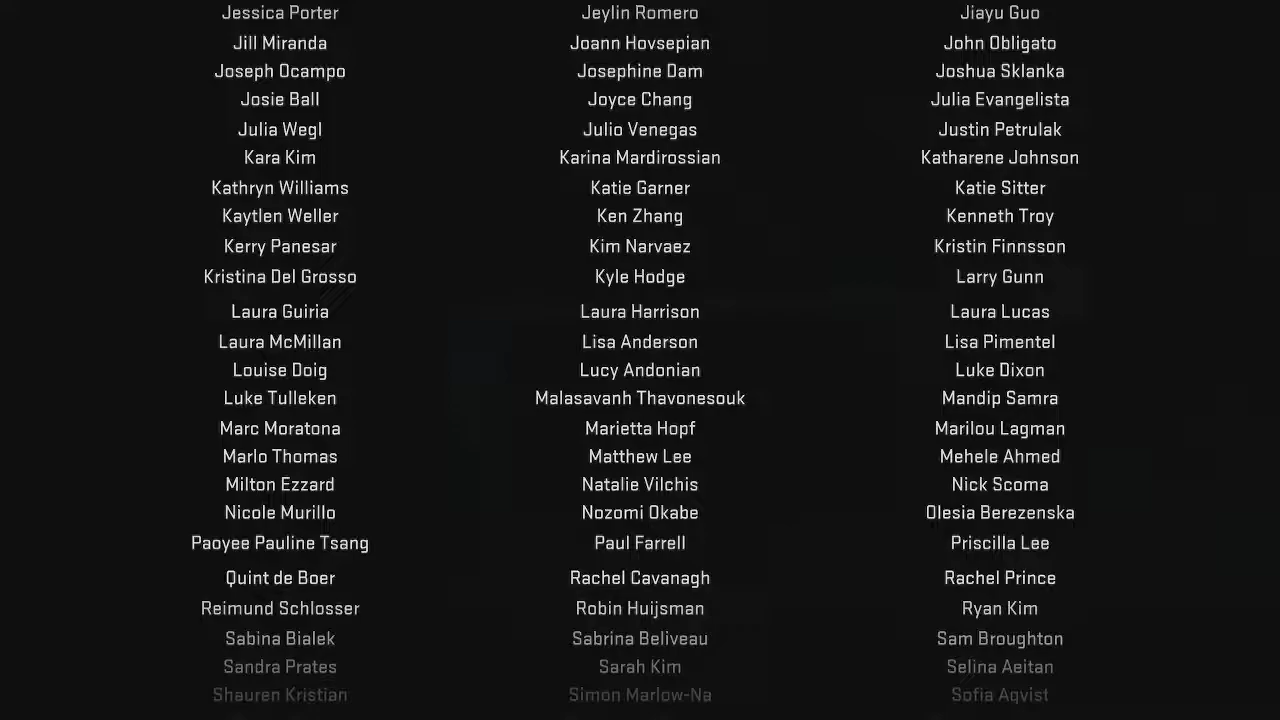 Jessica Porter Jeylin Romero Jiayu Guo
Jill Miranda Joann Hovsepian John Obligato
Joseph Ocampo Josephine Dam Joshua Sklanka
Josie Ball Joyce Chang Julia Evangelista
Julia Wegl Julio Venegas Justin Petrulak
Kara Kim Karina Mardirossian Katharene Johnson
Kathryn Williams Katie Garner Katie Sitter
Kaytlen Weller Ken Zhang Kenneth Troy
Kerry Panesar Kim Narvaez Kristin Finnsson
Kristina Del Grosso Kyle Hodge Larry Gunn
Laura Guiria Laura Harrison Laura Lucas
Laura McMillan Lisa Anderson Lisa Pimentel
Louise Doig Lucy Andonian Luke Dixon
Luke Tulleken Malasavanh Thavonesouk Mandip Samra
Marc Moratona Marietta Hopf Marilou Lagman
Marlo Thomas Matthew Lee Mehele Ahmed
Milton Ezzard Natalie Vilchis Nick Scoma
Nicole Murillo Nozomi Okabe Olesia Berezenska
Paoyee Pauline Tsang Paul Farrell Priscilla Lee
Quint de Boer Rachel Cavanagh Rachel Prince
Reimund Schlosser Robin Huijsman Ryan Kim
Sabina Bialek Sabrina Beliveau Sam Broughton
Sandra Prates Sarah Kim Selina Aeitan
Shauren Kristian Simon Marlow-Na Sofia Aqvist